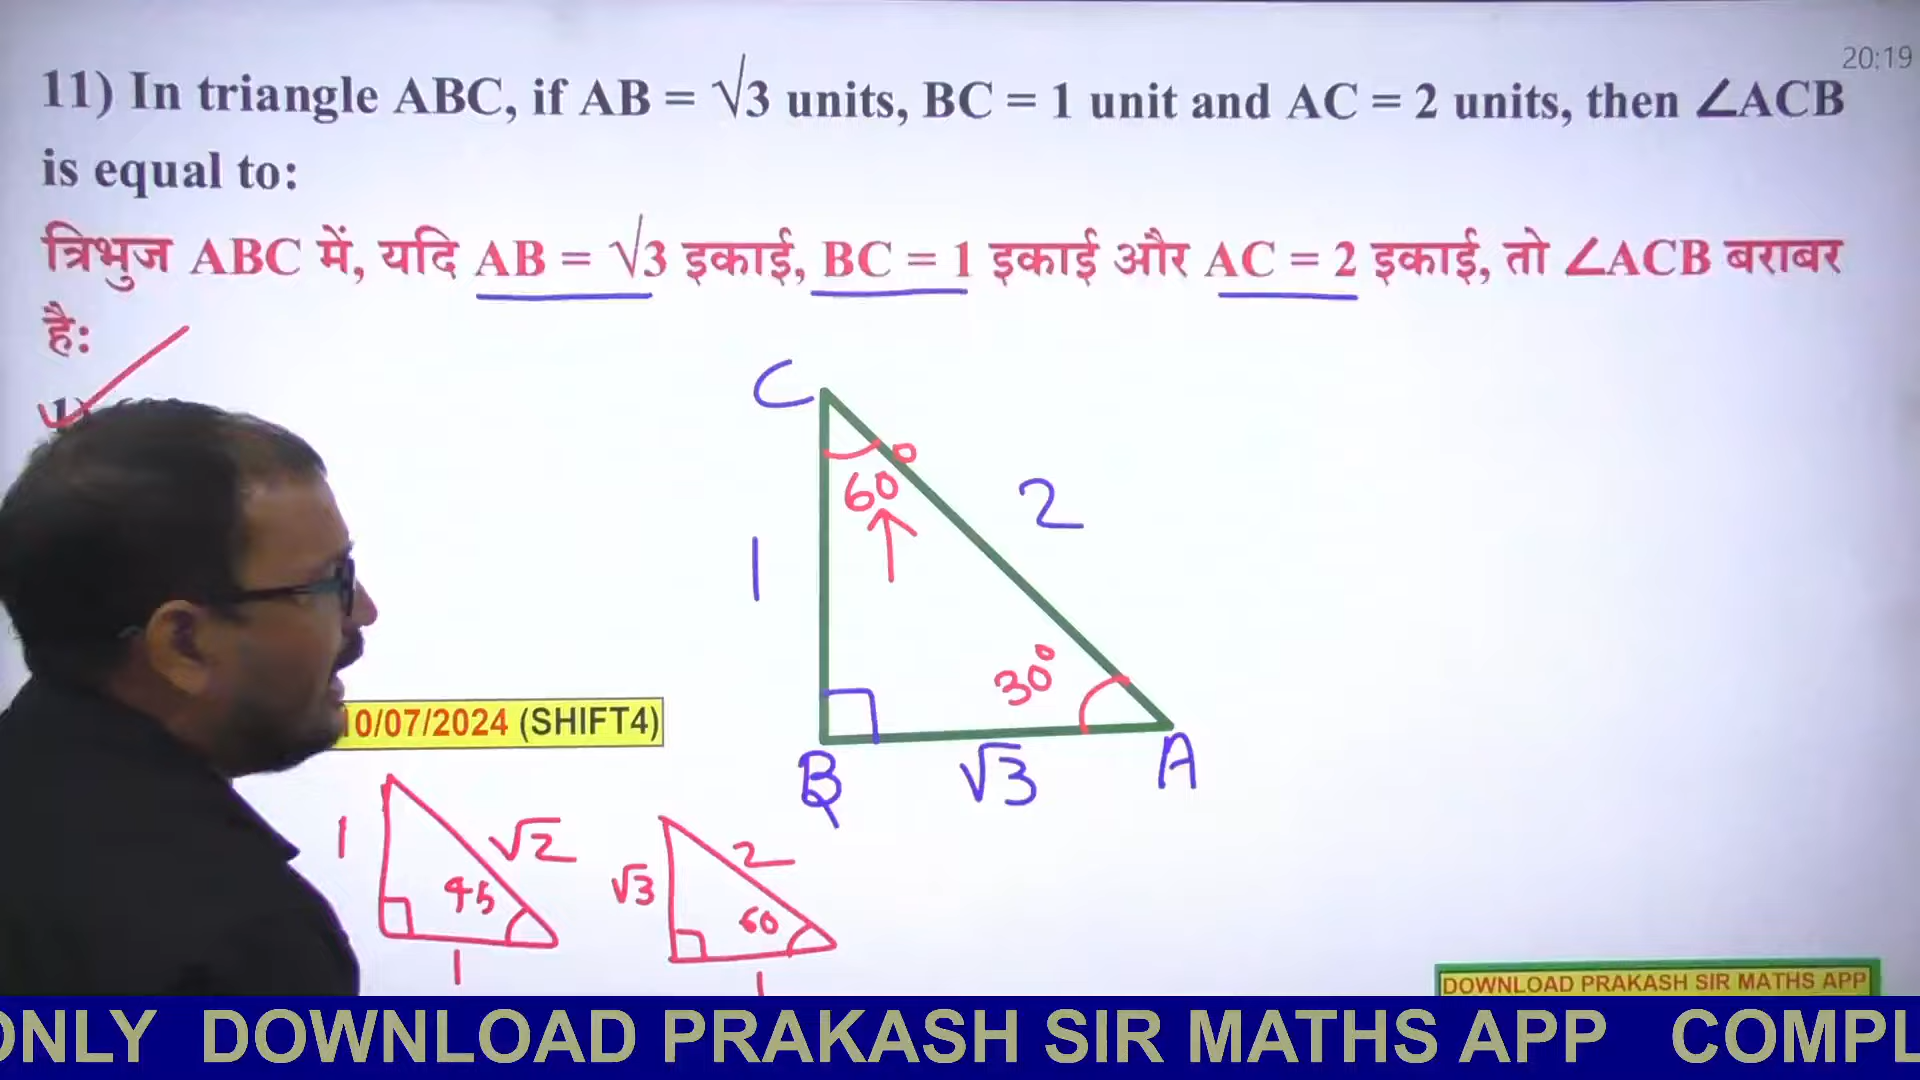 20:19
11) In triangle ABC, if AB = √3 units, BC = 1 unit and AC = 2 units, then ∠ACB
is equal to:
त्रिभुज ABC में, यदि AB = √3 इकाई, BC = 1 इकाई और AC = 2 इकाई, तो ∠ACB बराबर
है:
C
60°
2
1
30°
B
√3
A
10/07/2024 (SHIFT4)
1
√2
45
1
√3
2
60
1
DOWNLOAD PRAKASH SIR MATHS APP
ONLY DOWNLOAD PRAKASH SIR MATHS APP COMPL